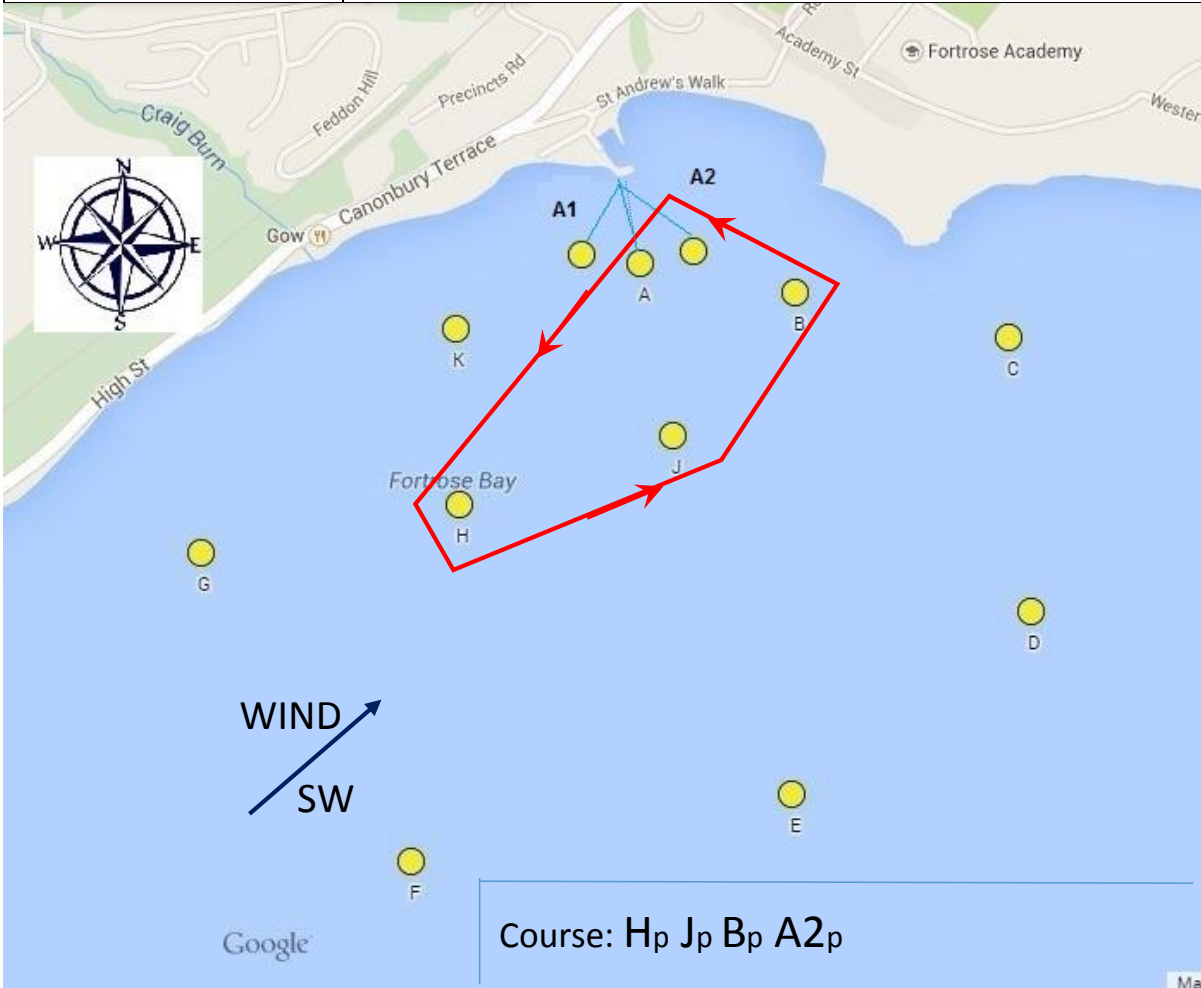 Academy St
Fortrose Academy
Wester
Precincts Rd
St Andrew's Walk
Feddon Hill
Craig Burn
Canonbury Terrace
N
W
E
S
A2
A1
Gow
A
B
K
C
High St
J
Fortrose Bay
H
G
D
WIND
SW
E
F
Course: Hp Jp Bp A2p
Google